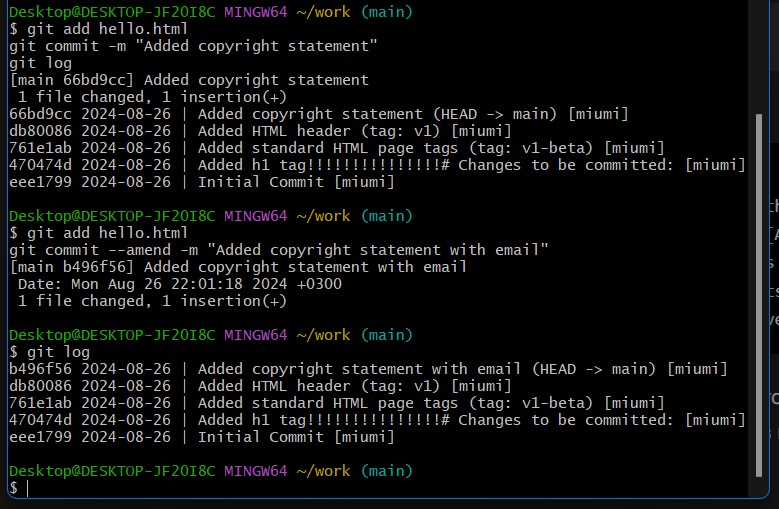 Desktop@DESKTOP-JF2OI8C MINGW64 ~/work (main)
$ git add hello.html
git commit -m "Added copyright statement"
git log
[main 66bd9cc] Added copyright statement
 1 file changed, 1 insertion(+)
66bd9cc 2024-08-26 | Added copyright statement (HEAD -> main) [miumi]
db80086 2024-08-26 | Added HTML header (tag: v1) [miumi]
761e1ab 2024-08-26 | Added standard HTML page tags (tag: v1-beta) [miumi]
470474d 2024-08-26 | Added h1 tag!!!!!!!!!!!!!!!# Changes to be committed: [miumi]
eee1799 2024-08-26 | Initial Commit [miumi]
Desktop@DESKTOP-JF2OI8C MINGW64 ~/work (main)
$ git add hello.html
git commit --amend -m "Added copyright statement with email"
[main b496f56] Added copyright statement with email
 Date: Mon Aug 26 22:01:18 2024 +0300
 1 file changed, 1 insertion(+)
Desktop@DESKTOP-JF2OI8C MINGW64 ~/work (main)
$ git log
b496f56 2024-08-26 | Added copyright statement with email (HEAD -> main) [miumi]
db80086 2024-08-26 | Added HTML header (tag: v1) [miumi]
761e1ab 2024-08-26 | Added standard HTML page tags (tag: v1-beta) [miumi]
470474d 2024-08-26 | Added h1 tag!!!!!!!!!!!!!!!# Changes to be committed: [miumi]
eee1799 2024-08-26 | Initial Commit [miumi]
Desktop@DESKTOP-JF2OI8C MINGW64 ~/work (main)
$